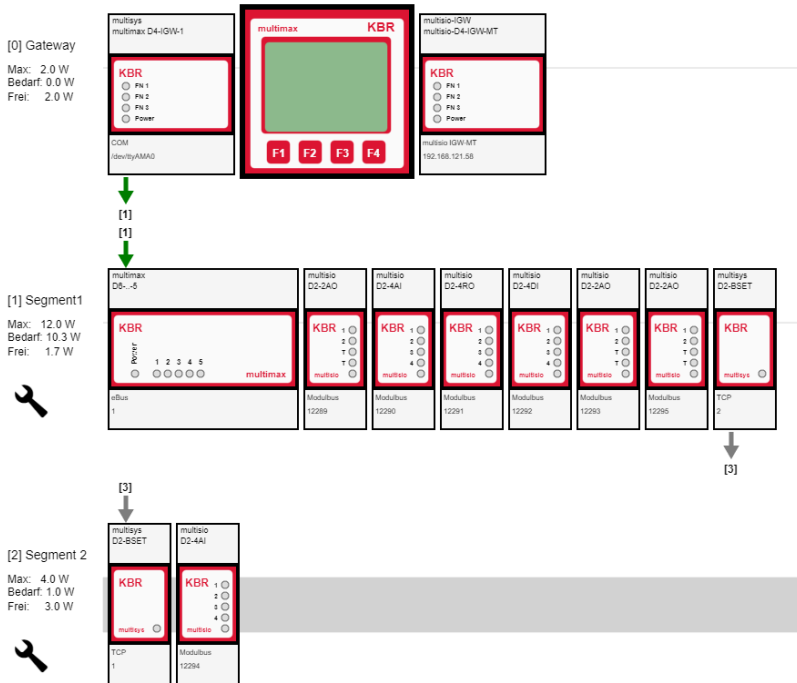 [0] Gateway
Max: 2.0 W
Bedarf: 0.0 W
Frei: 2.0 W
multisys
multimax D4-IGW-1
KBR
FN 1
FN 2
FN 3
Power
COM
/dev/ttyAMA0
multimax KBR
F1 F2 F3 F4
multisio-IGW
multisio-D4-IGW-MT
KBR
FN 1
FN 2
FN 3
Power
multisio IGW-MT
192.168.121.58
[1]
[1]
[1] Segment1
Max: 12.0 W
Bedarf: 10.3 W
Frei: 1.7 W
multimax
D6-..-5
KBR
Power
1 2 3 4 5
multimax
eBus
1
multisio
D2-2AO
KBR 1
2
T
T
multisio
Modulbus
12289
multisio
D2-4AI
KBR 1
2
3
4
multisio
Modulbus
12290
multisio
D2-4RO
KBR 1
2
3
4
multisio
Modulbus
12291
multisio
D2-4DI
KBR 1
2
3
4
multisio
Modulbus
12292
multisio
D2-2AO
KBR 1
2
T
T
multisio
Modulbus
12293
multisio
D2-2AO
KBR 1
2
T
T
multisio
Modulbus
12295
multisys
D2-BSET
KBR
multisys
TCP
2
[3]
[3]
[2] Segment 2
Max: 4.0 W
Bedarf: 1.0 W
Frei: 3.0 W
multisys
D2-BSET
KBR
multisys
TCP
1
multisio
D2-4AI
KBR 1
2
3
4
multisio
Modulbus
12294